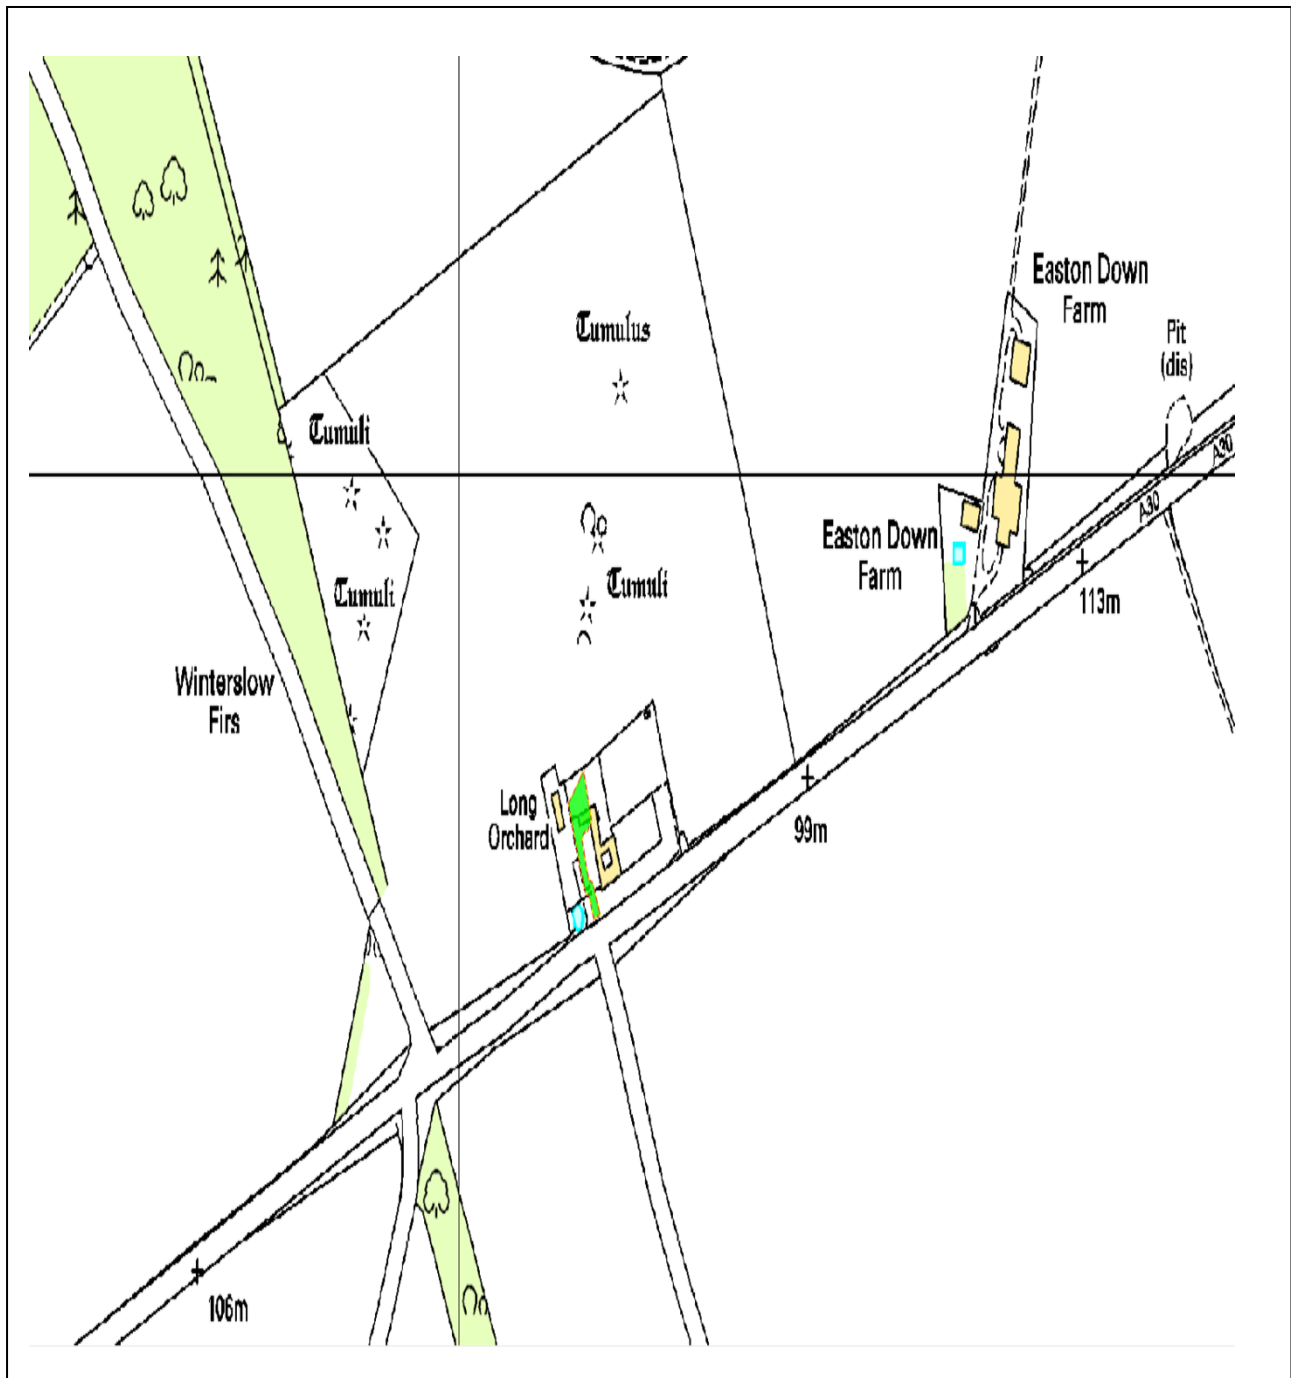 Easton Down
Farm
Tumulus
Pit
(dis)
Tumuli
A30
A30
Easton Down
Farm
Tumuli
Tumuli
113m
Winterslow
Firs
Long
Orchard
99m
106m